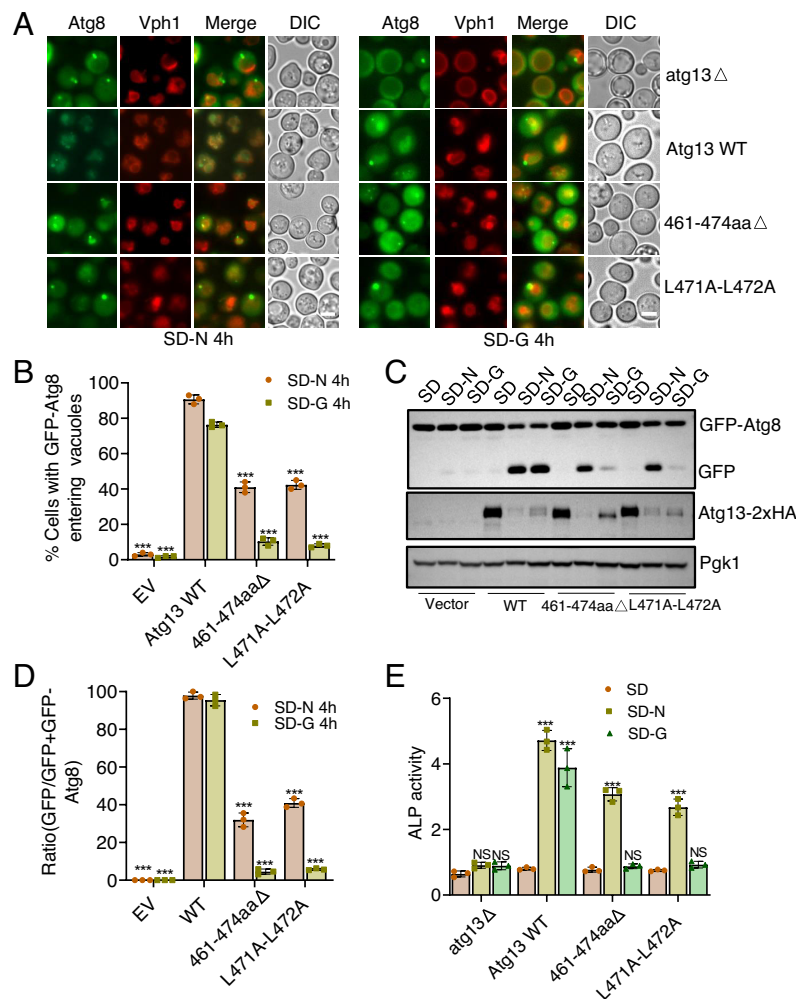 A
Atg8 Vph1 Merge DIC
Atg8 Vph1 Merge DIC
atg13△
Atg13 WT
461-474aa△
L471A-L472A
SD-N 4h
SD-G 4h
B
% Cells with GFP-Atg8
entering vacuoles
100
80
60
40
20
0
SD-N 4h
SD-G 4h
*** *** *** *** *** ***
EV
Atg13 WT
461-474aaΔ
L471A-L472A
C
SD SD-N SD-G SD SD-N SD-G SD SD-N SD-G SD SD-N SD-G
GFP-Atg8
GFP
Atg13-2xHA
Pgk1
Vector WT 461-474aa△ L471A-L472A
D
Ratio(GFP/GFP+GFP-
Atg8)
100
80
60
40
20
0
SD-N 4h
SD-G 4h
*** *** *** *** *** ***
EV
WT
461-474aaΔ
L471A-L472A
E
ALP activity
6
4
2
0
SD
SD-N
SD-G
NS NS *** *** *** NS *** NS
atg13Δ
Atg13 WT
461-474aaΔ
L471A-L472A